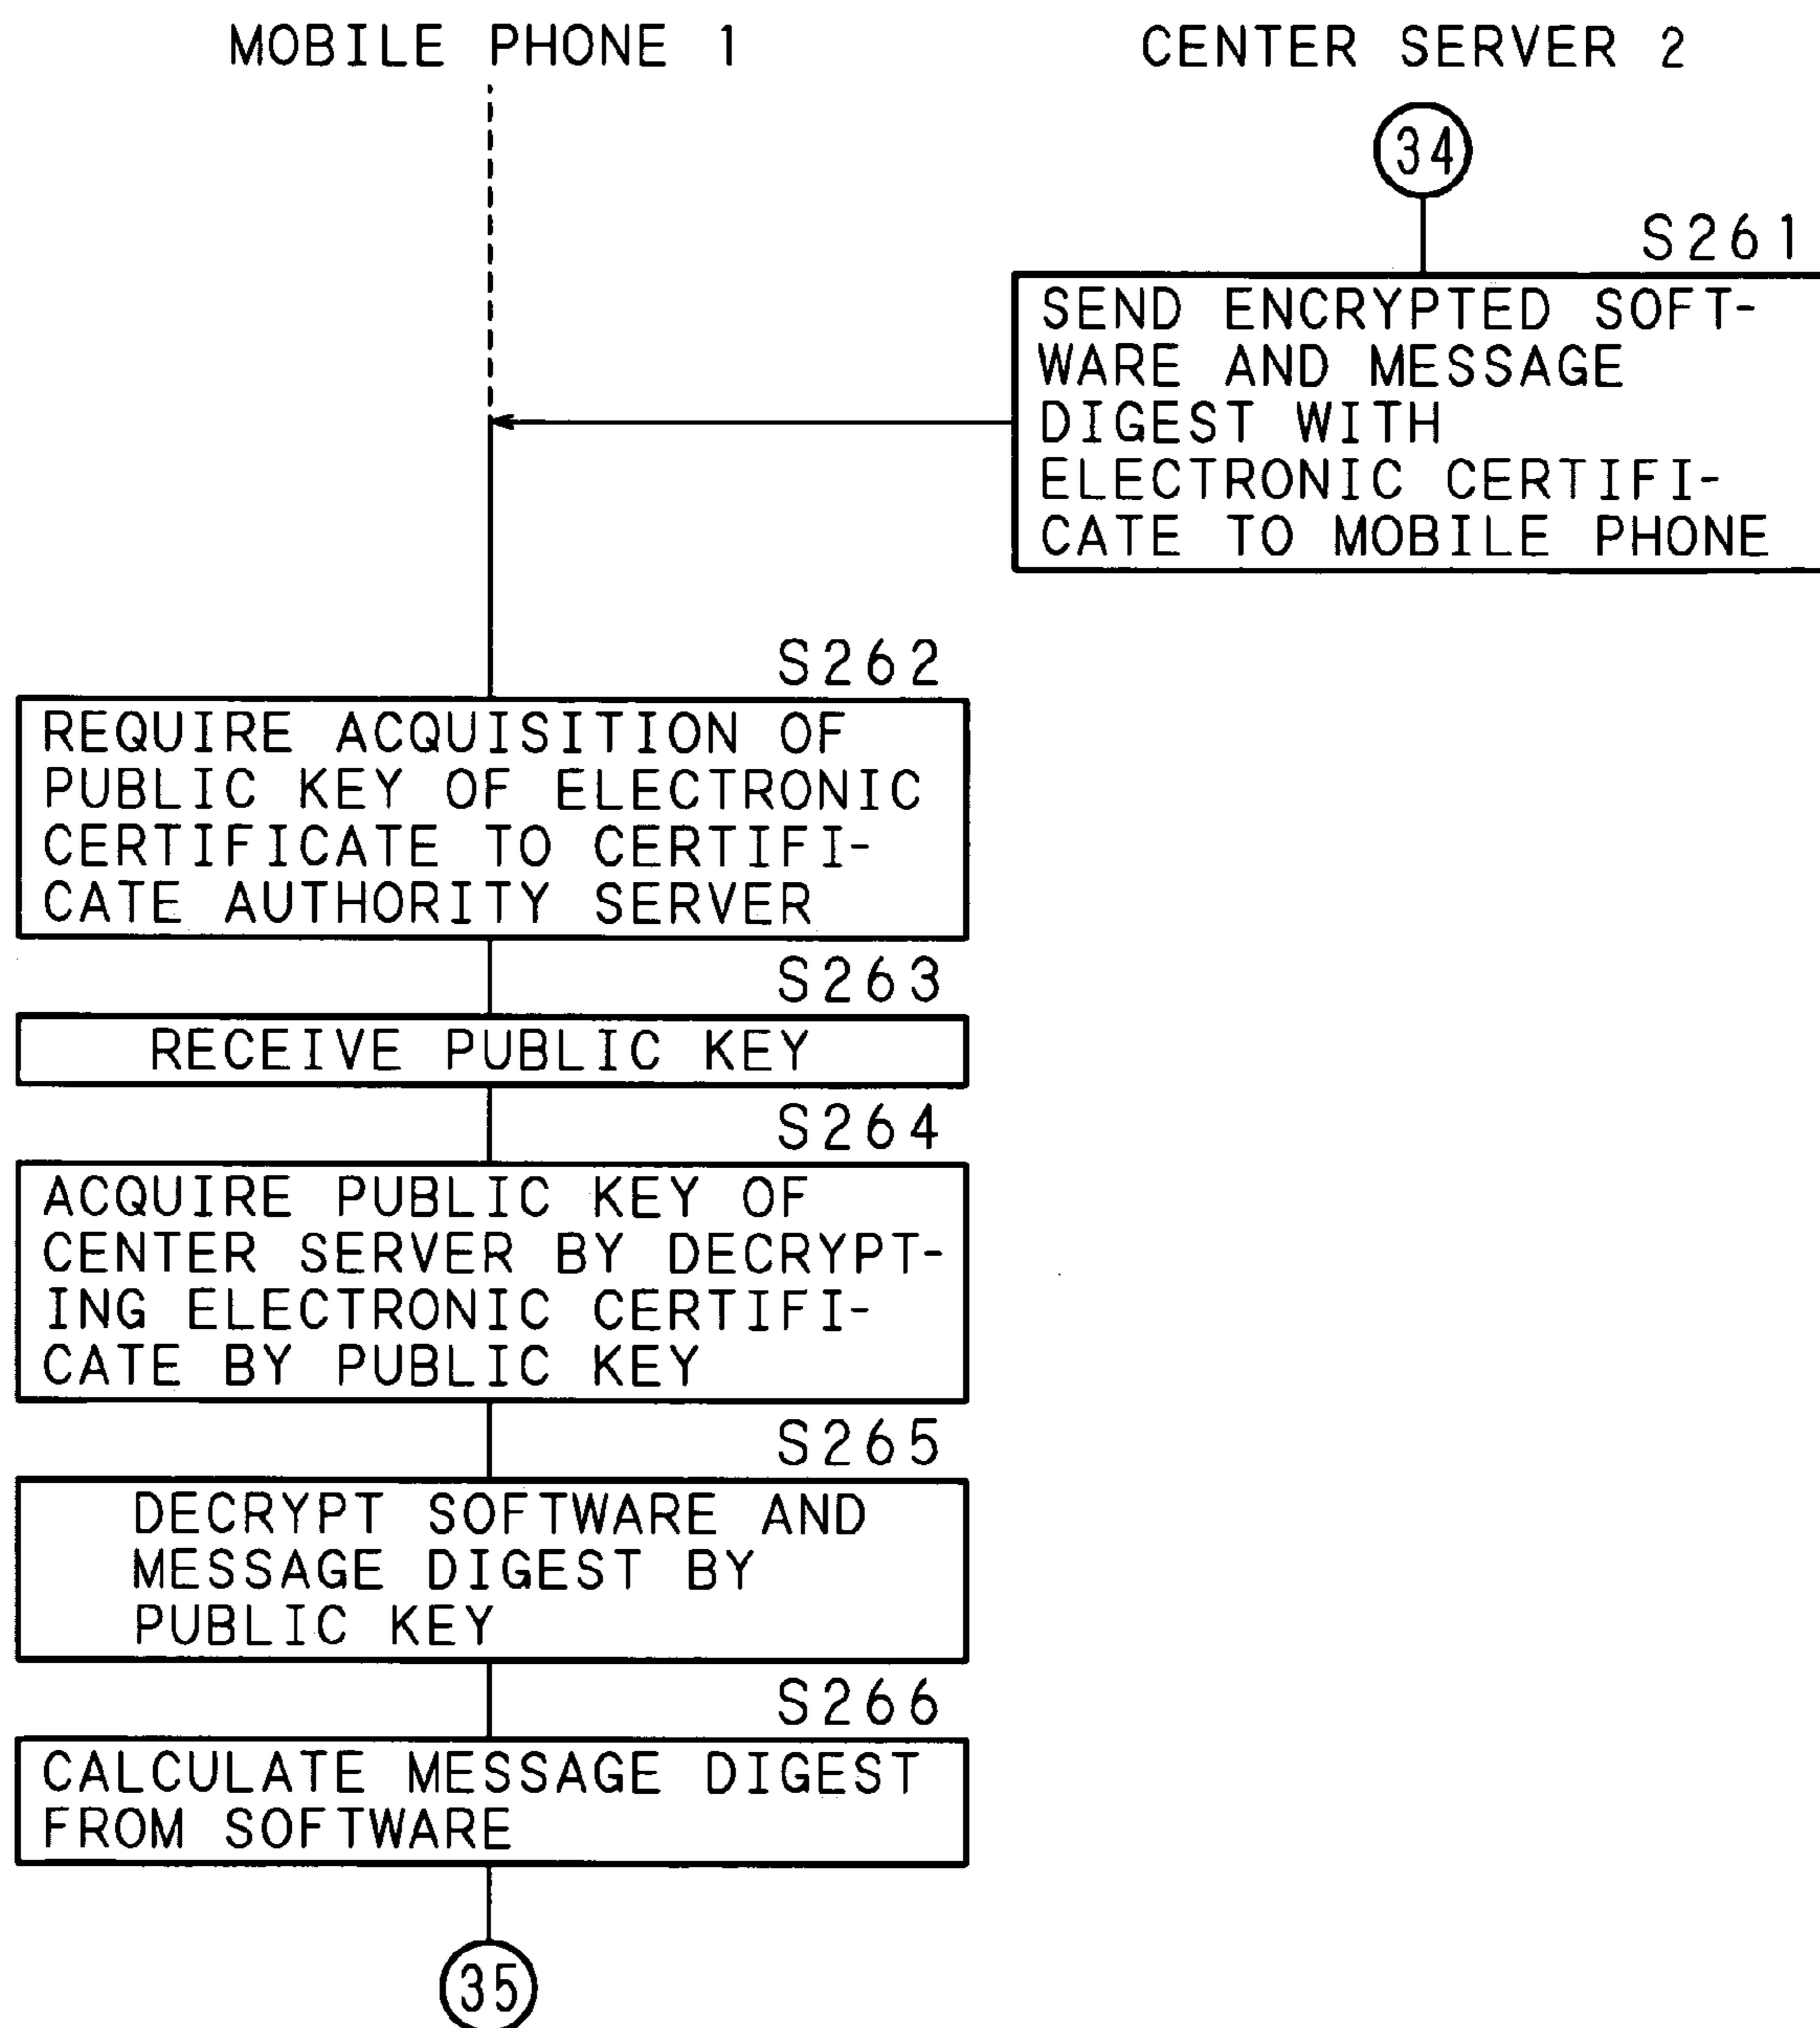 MOBILE PHONE 1
CENTER SERVER 2
34
S261
SEND ENCRYPTED SOFT-
WARE AND MESSAGE
DIGEST WITH
ELECTRONIC CERTIFI-
CATE TO MOBILE PHONE
S262
REQUIRE ACQUISITION OF
PUBLIC KEY OF ELECTRONIC
CERTIFICATE TO CERTIFI-
CATE AUTHORITY SERVER
S263
RECEIVE PUBLIC KEY
S264
ACQUIRE PUBLIC KEY OF
CENTER SERVER BY DECRYPT-
ING ELECTRONIC CERTIFI-
CATE BY PUBLIC KEY
S265
DECRYPT SOFTWARE AND
MESSAGE DIGEST BY
PUBLIC KEY
S266
CALCULATE MESSAGE DIGEST
FROM SOFTWARE
35